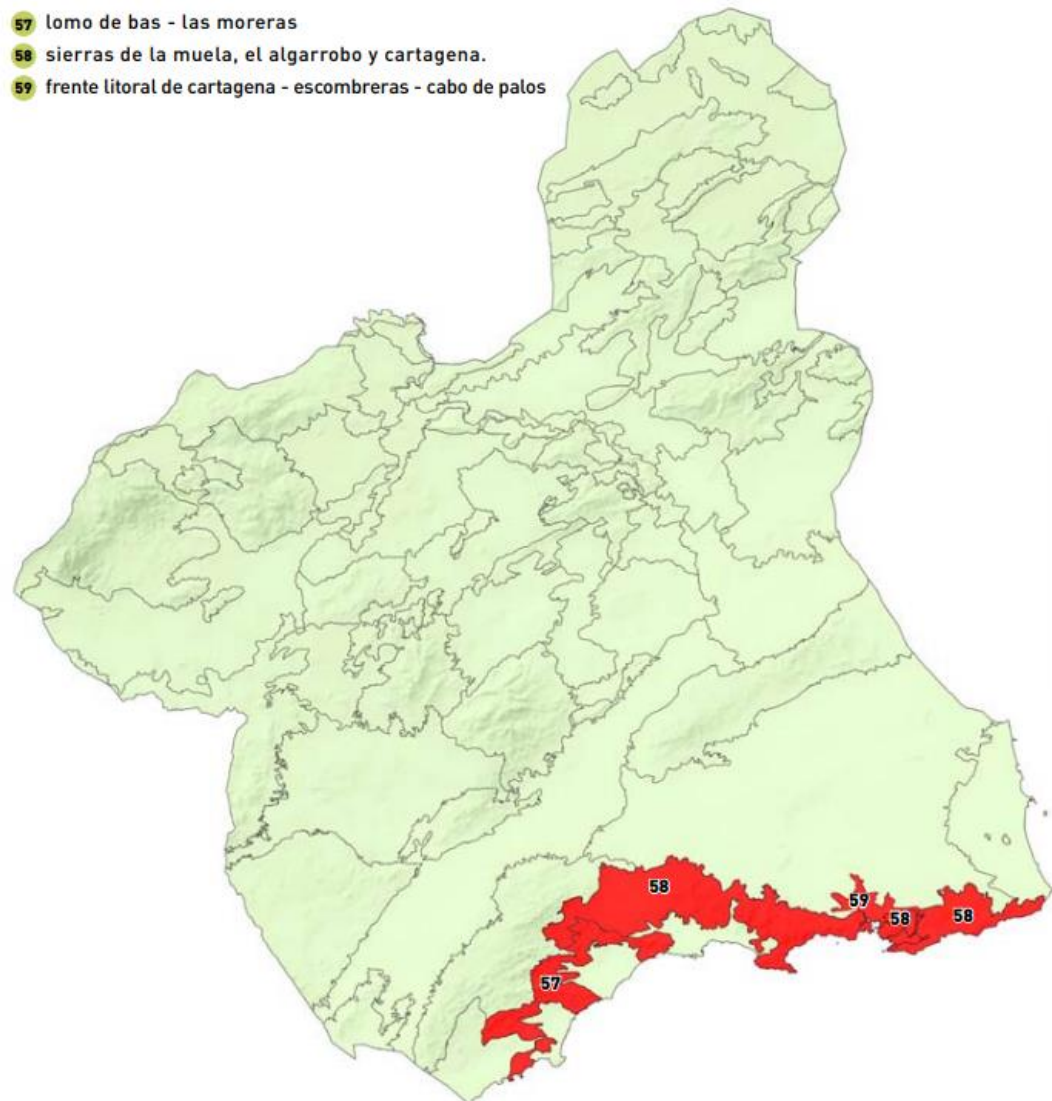 57 lomo de bas - las moreras
58 sierras de la muela, el algarrobo y cartagena.
59 frente litoral de cartagena - escombreras - cabo de palos
58
59
58
58
57